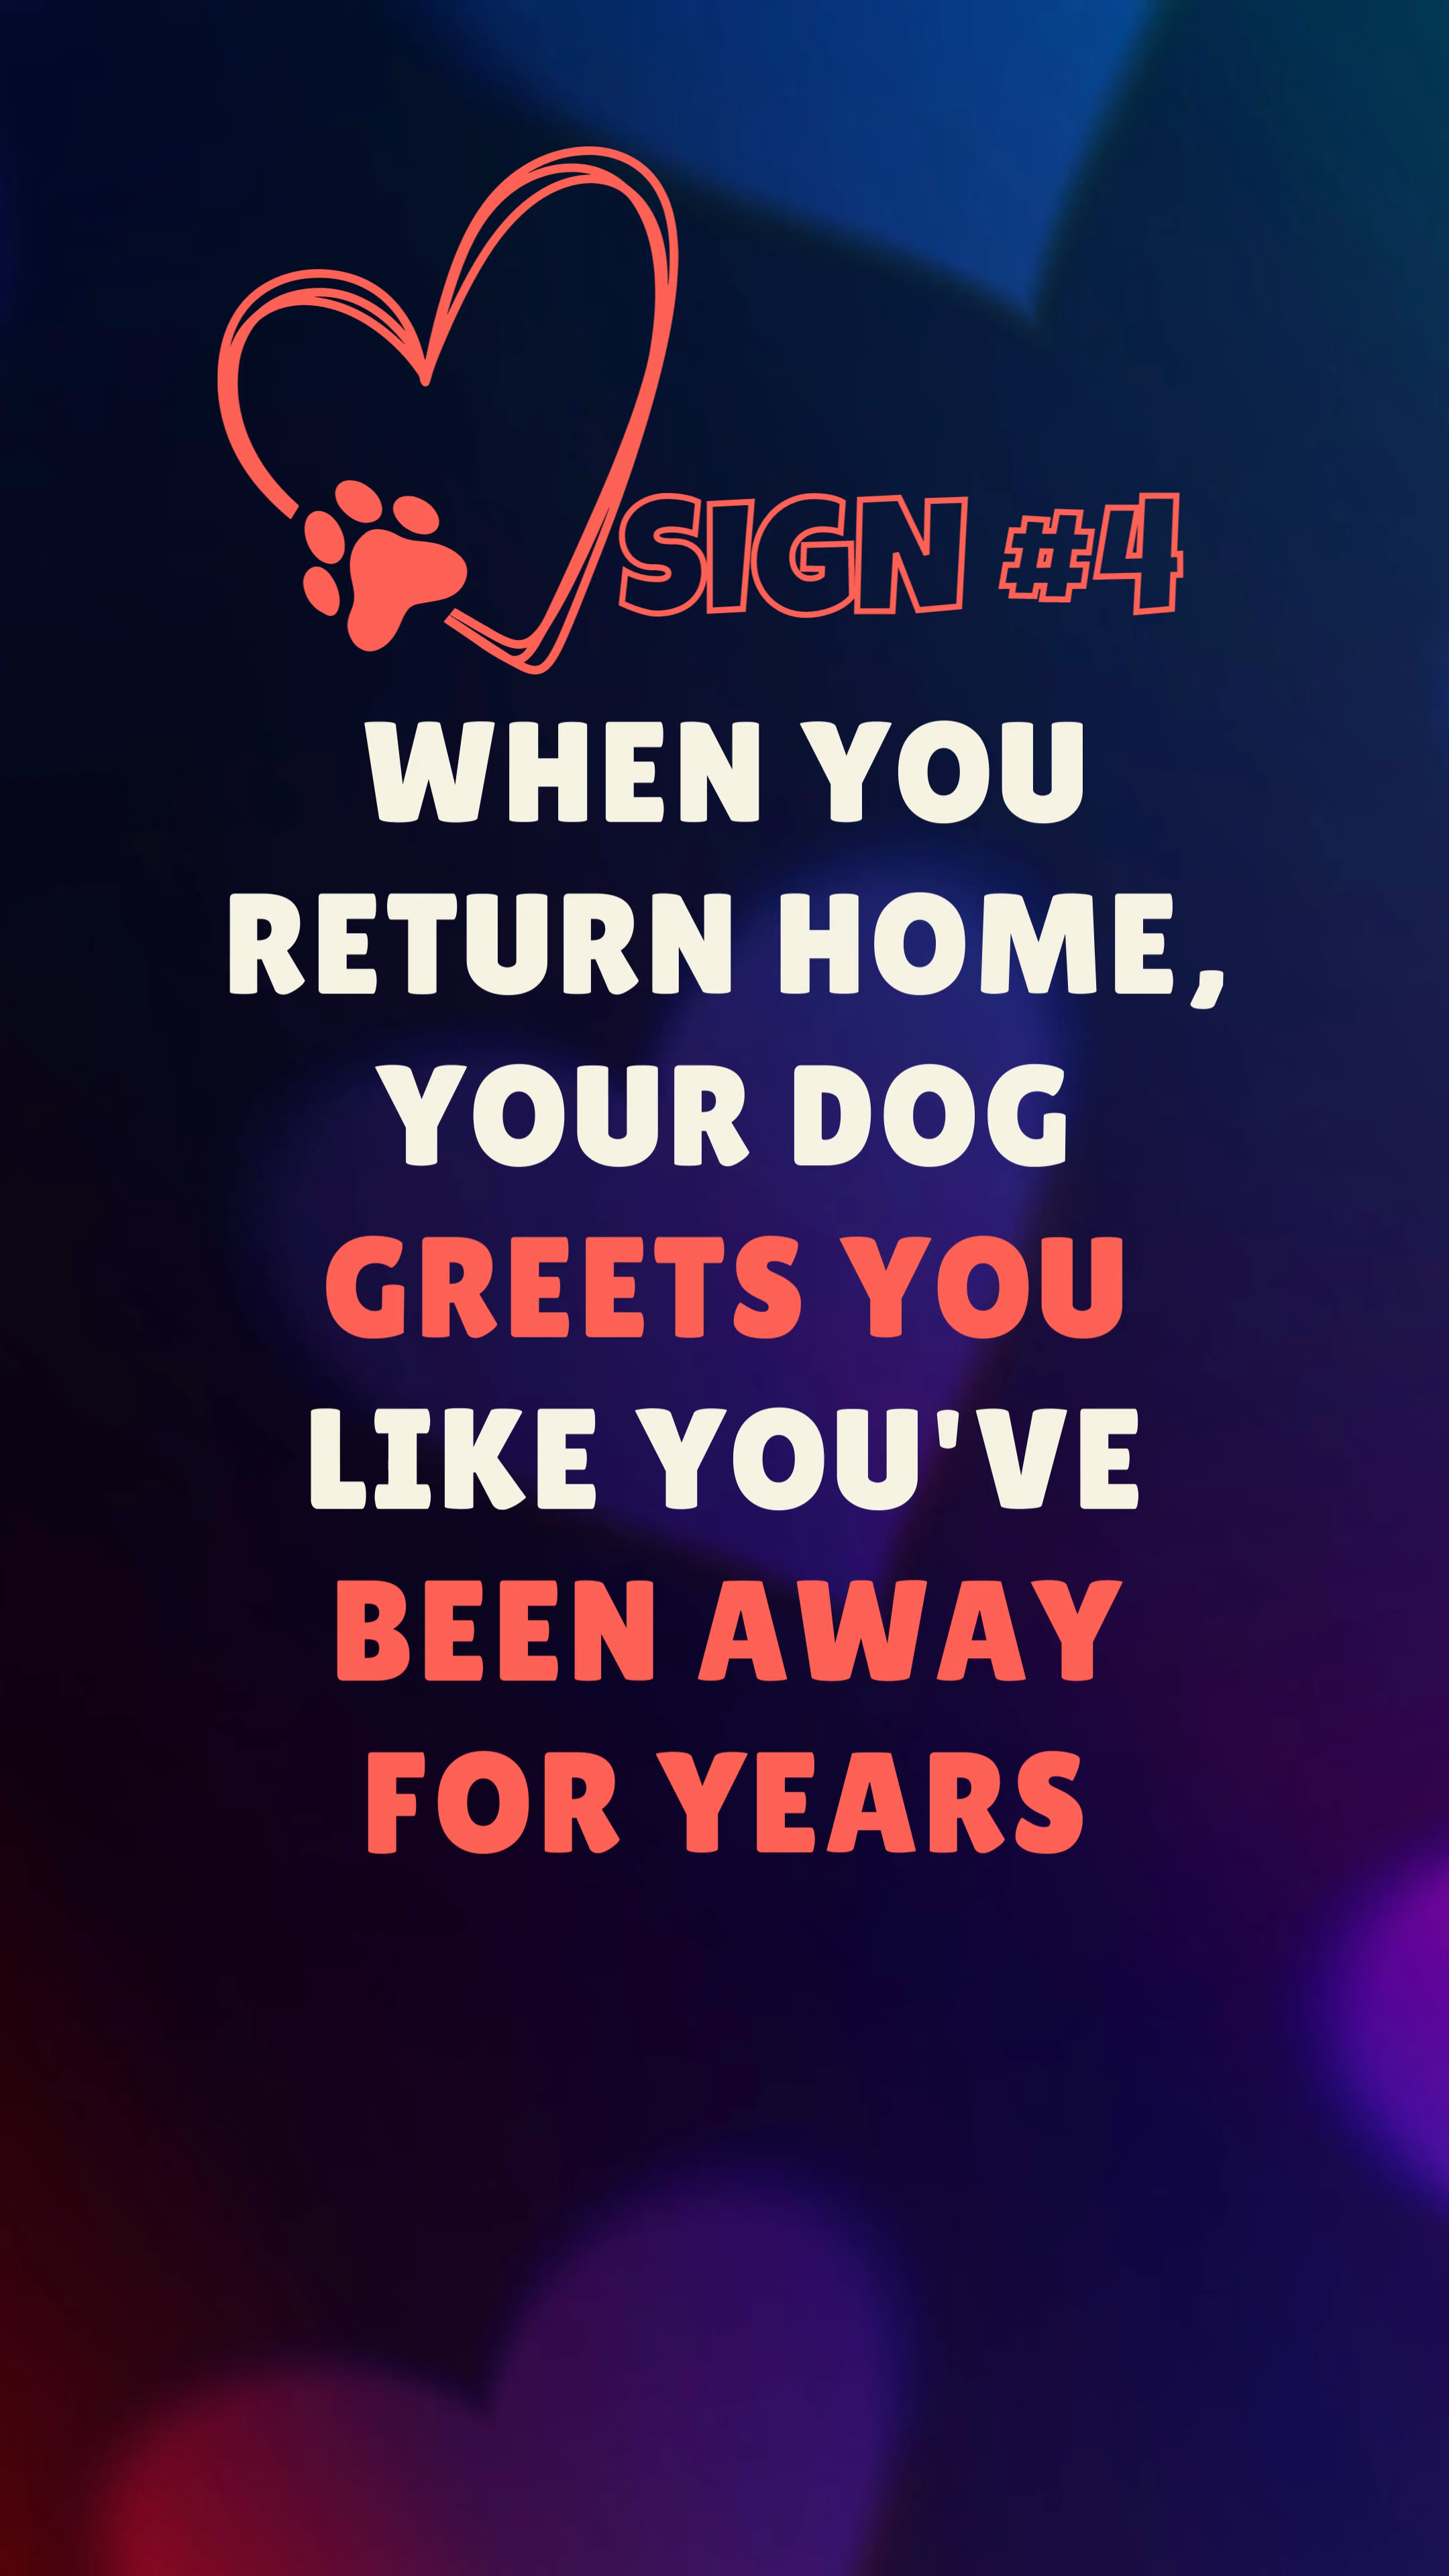 SIGN #4
WHEN YOU
RETURN HOME,
YOUR DOG
GREETS YOU
LIKE YOU'VE
BEEN AWAY
FOR YEARS